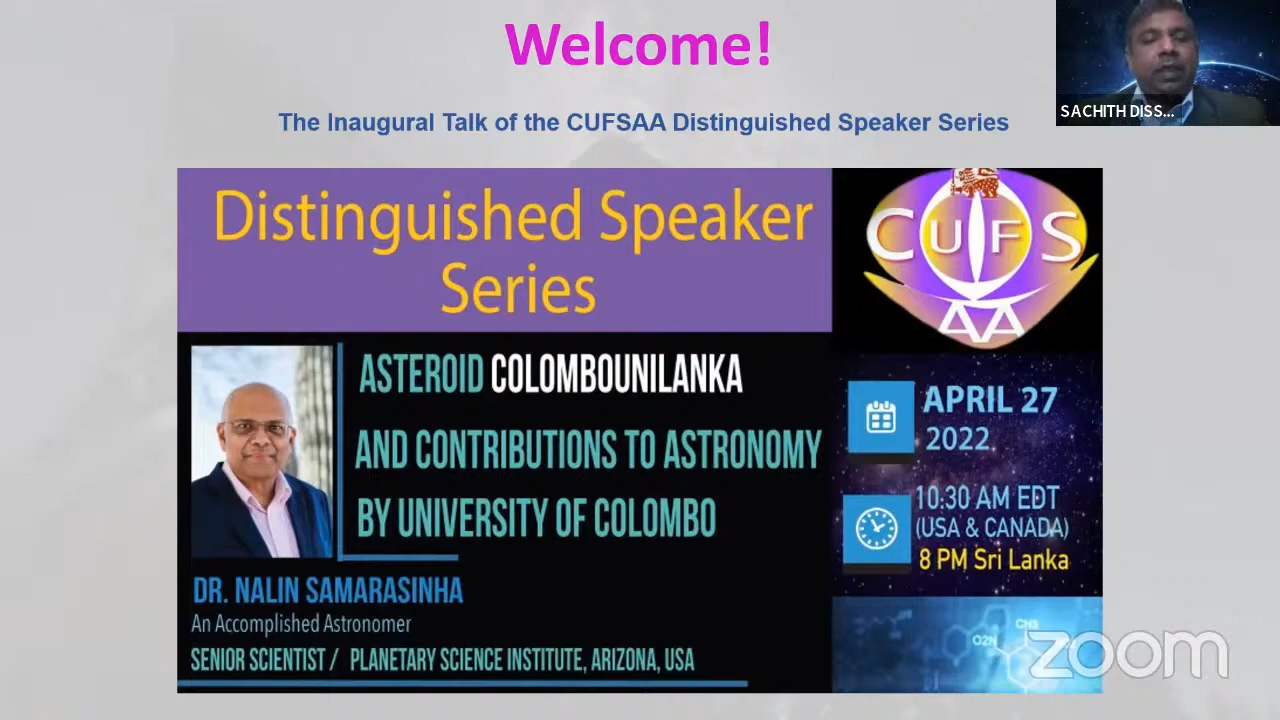 Welcome!
SACHITH DISS...
The Inaugural Talk of the CUFSAA Distinguished Speaker Series
Distinguished Speaker
Series
CUFS
AA
ASTEROID COLOMBOUNILANKA
AND CONTRIBUTIONS TO ASTRONOMY
BY UNIVERSITY OF COLOMBO
DR. NALIN SAMARASINHA
An Accomplished Astronomer
SENIOR SCIENTIST / PLANETARY SCIENCE INSTITUTE, ARIZONA, USA
APRIL 27
2022
10:30 AM EDT
(USA & CANADA)
8 PM Sri Lanka
O2N
CH3
zoom